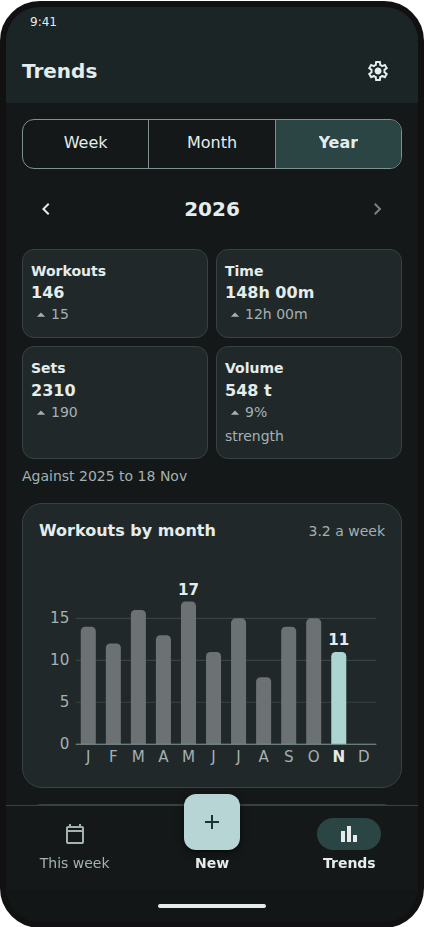 9:41
Trends
Week Month Year
2026
Workouts
146
15
Time
148h 00m
12h 00m
Sets
2310
190
Volume
548 t
9%
strength
Against 2025 to 18 Nov
Workouts by month 3.2 a week
17
15
11
10
5
0
J F M A M J J A S O N D
This week New Trends